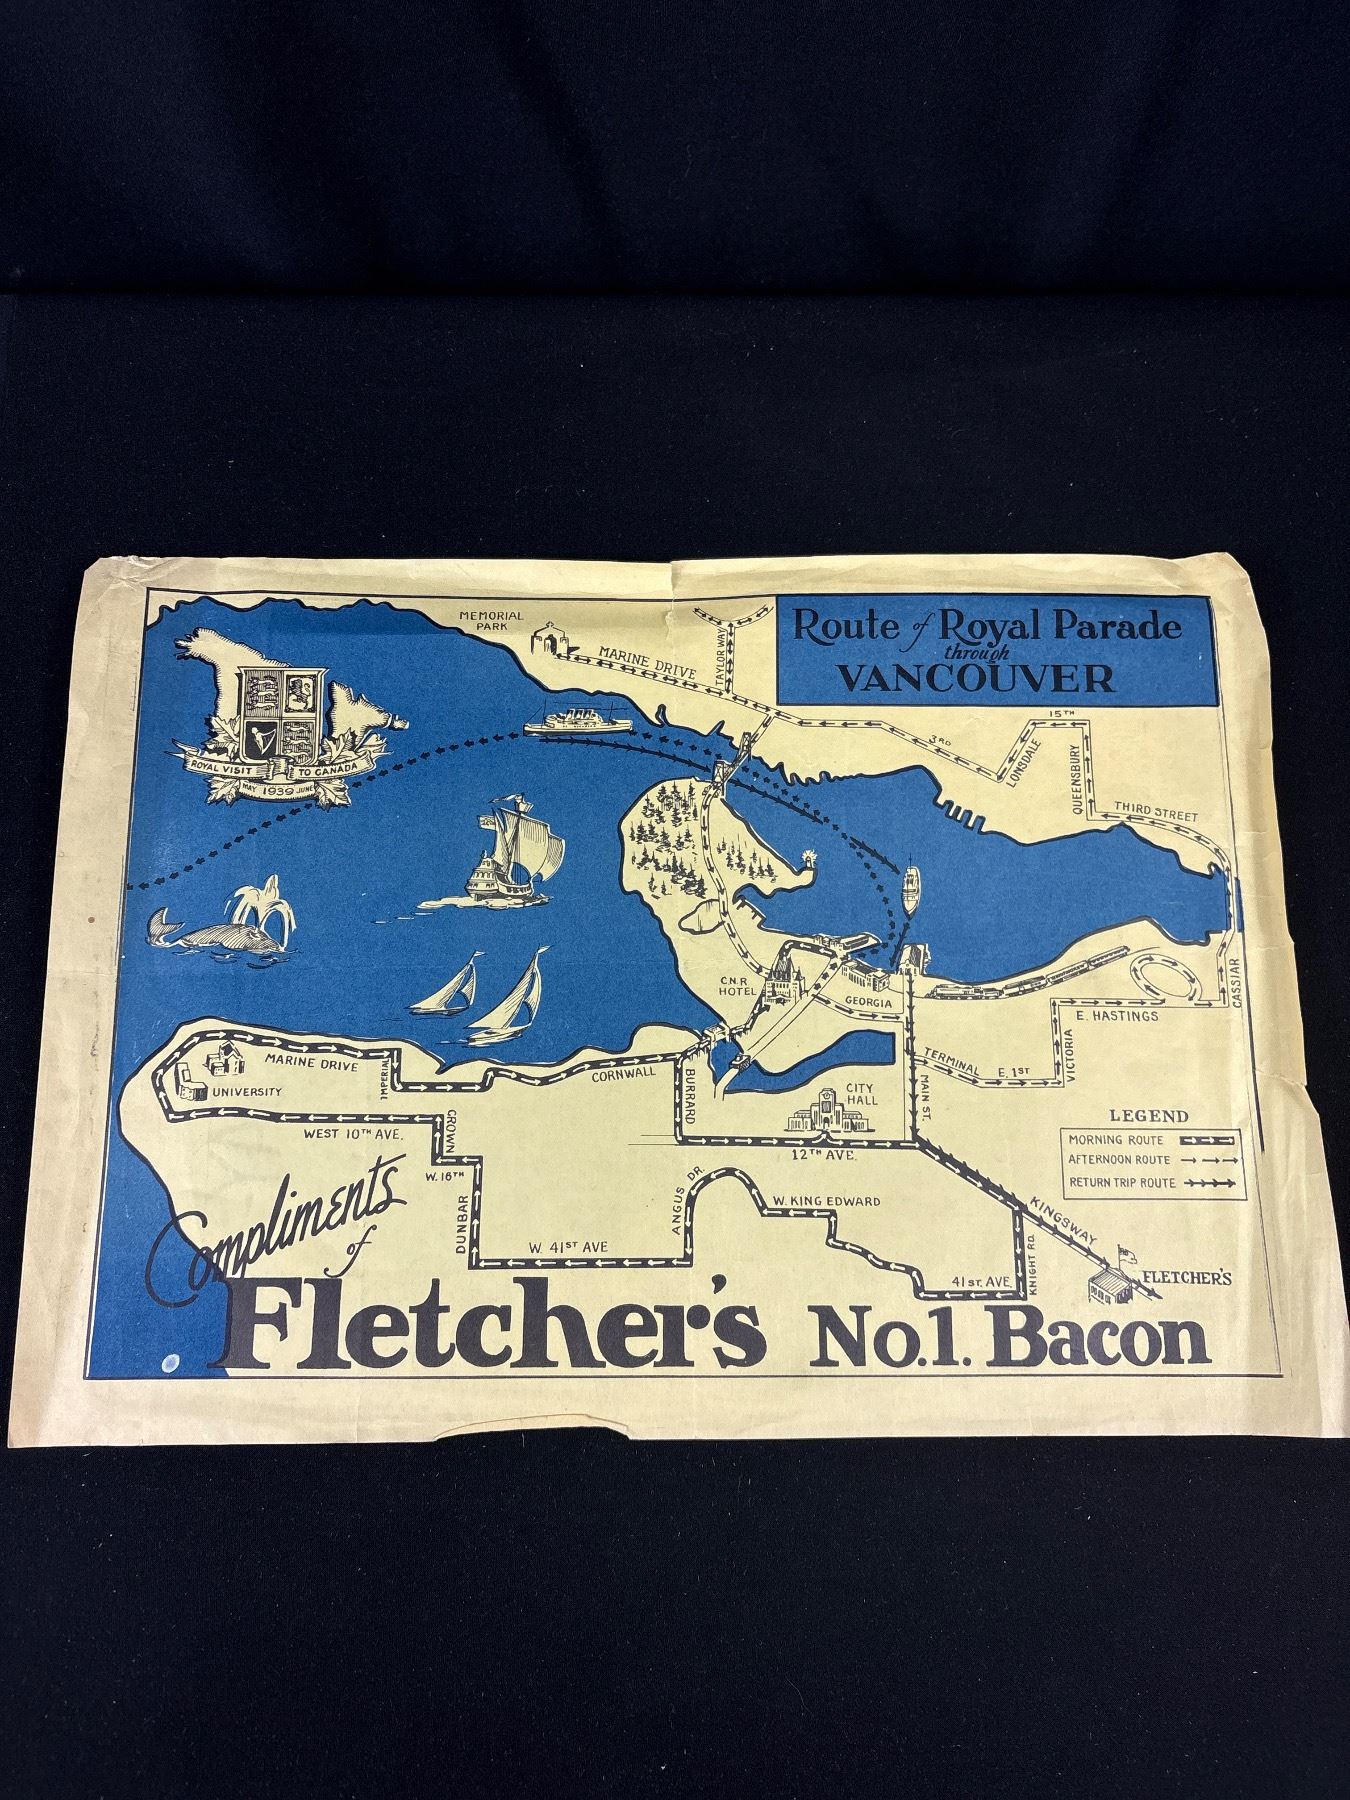 Route of Royal Parade
through
VANCOUVER
MEMORIAL
PARK
MARINE DRIVE
TAYLOR WAY
15TH
3RD
LONSDALE
QUEENSBURY
THIRD STREET
ROYAL VISIT TO CANADA
MAY 1939 JUNE
C.N.R
HOTEL
GEORGIA
CASSIAR
E. HASTINGS
VICTORIA
TERMINAL
E. 1ST
MAIN ST.
MARINE DRIVE
IMPERIAL
UNIVERSITY
CORNWALL
BURRARD
CITY
HALL
WEST 10TH AVE.
CROWN
12TH AVE.
LEGEND
MORNING ROUTE
AFTERNOON ROUTE
RETURN TRIP ROUTE
W. 16TH
DUNBAR
ANGUS DR.
W. KING EDWARD
KINGSWAY
W. 41ST AVE
41ST. AVE.
KNIGHT RD.
FLETCHER'S
Compliments
of
Fletcher's No.1. Bacon